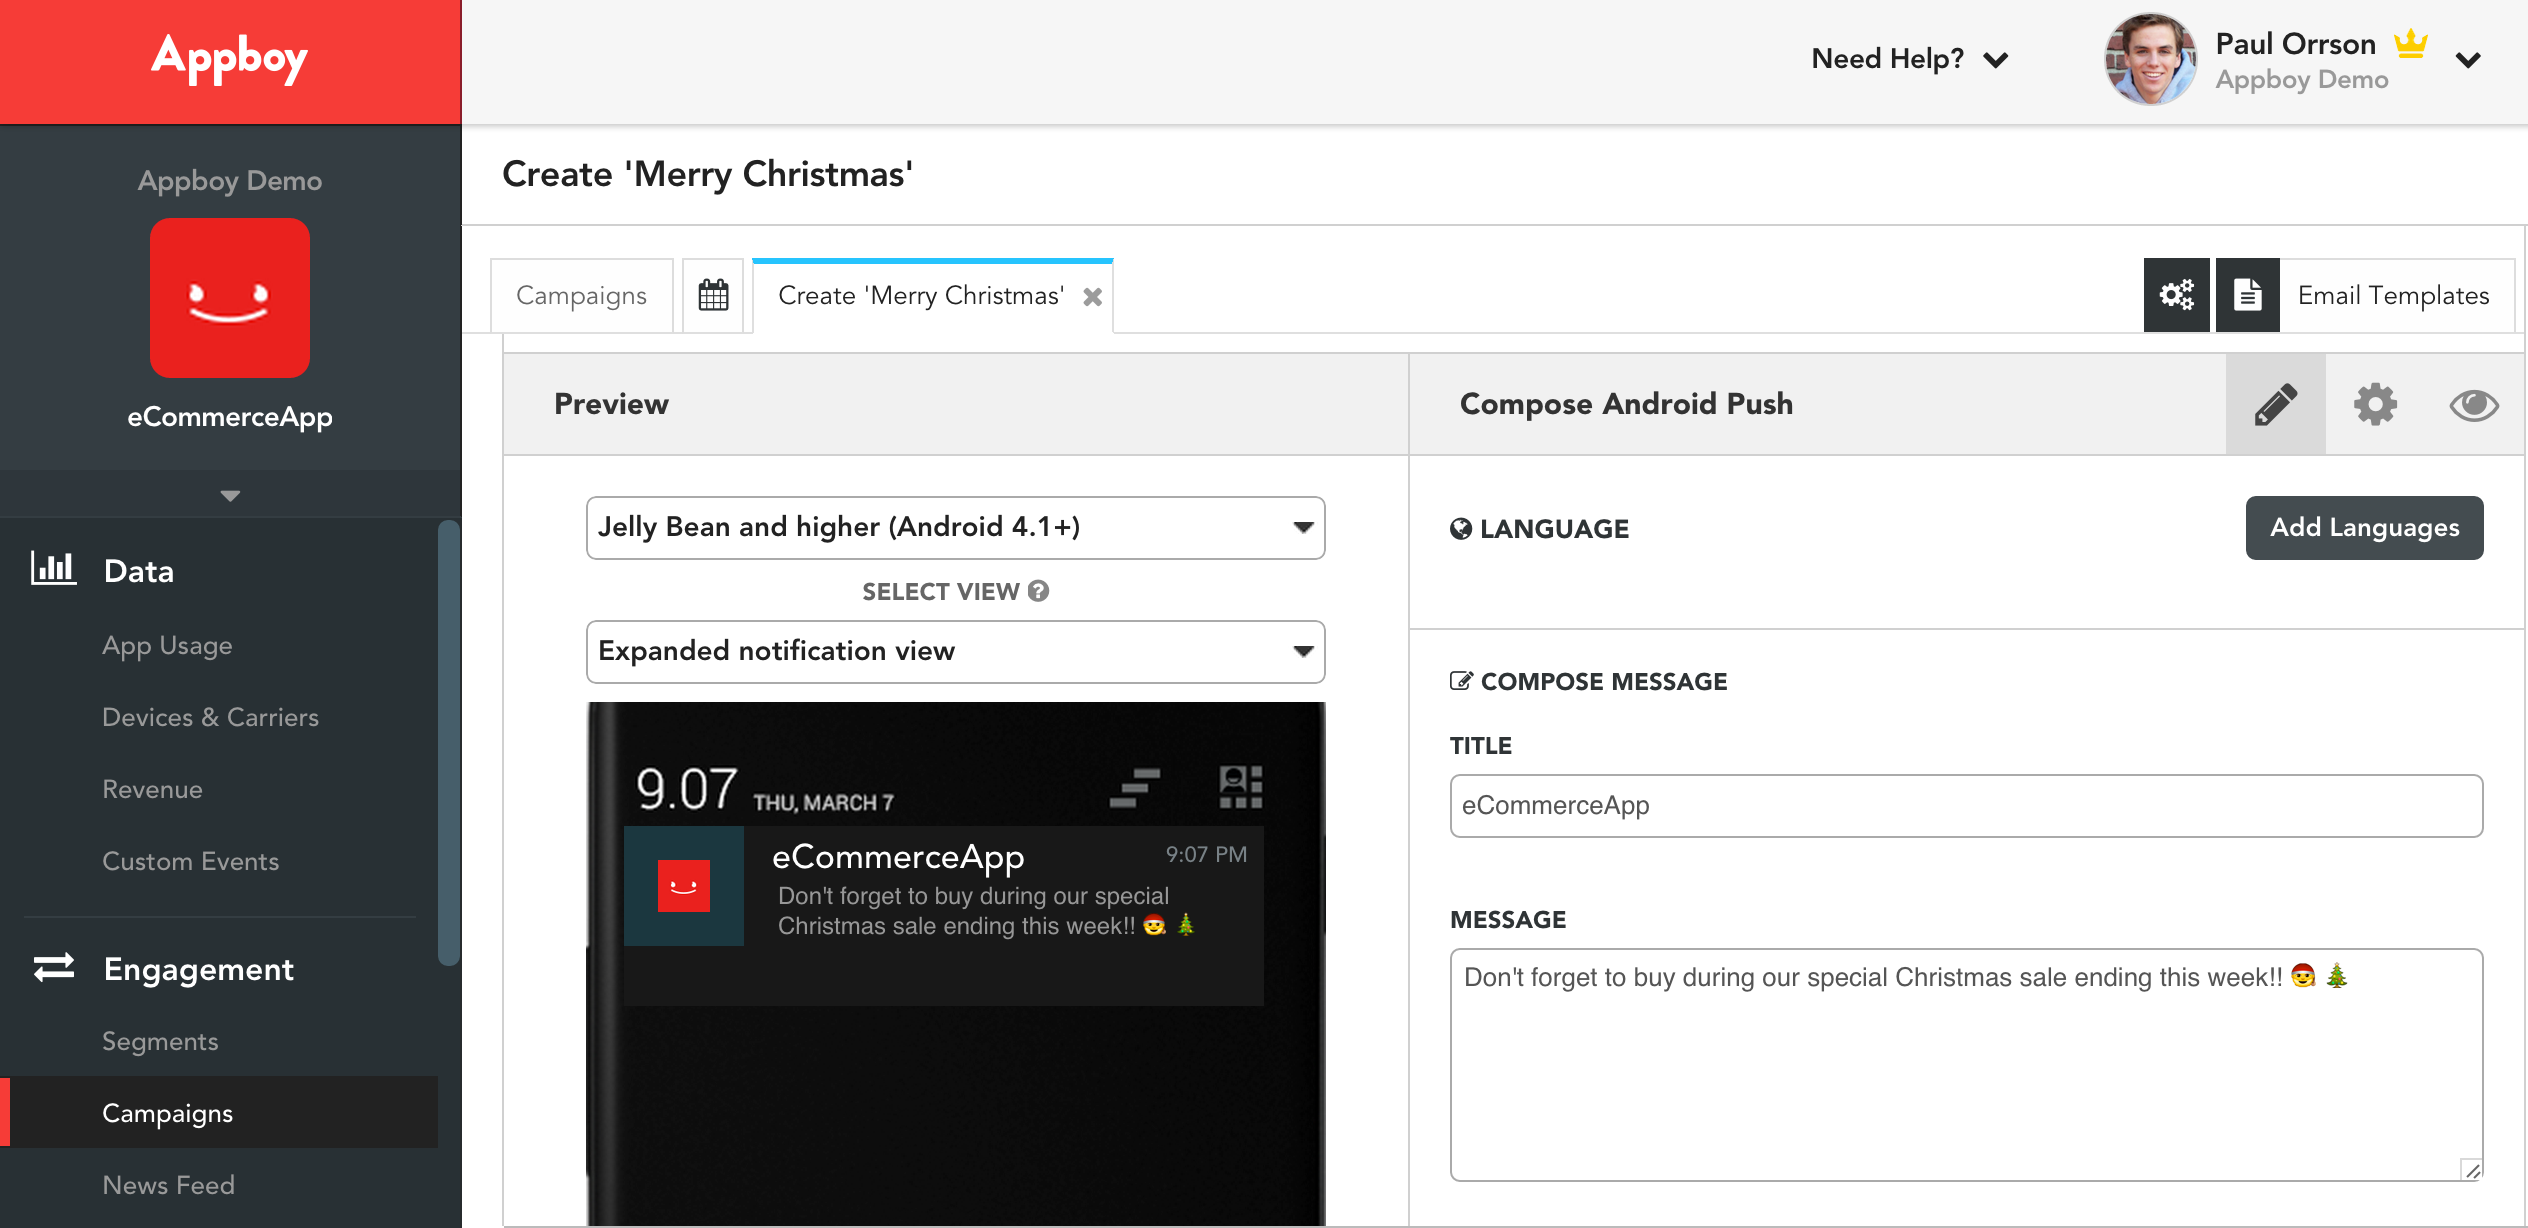 Appboy
Need Help?
Paul Orrson
Appboy Demo
Appboy Demo
eCommerceApp
Data
App Usage
Devices & Carriers
Revenue
Custom Events
Engagement
Segments
Campaigns
News Feed
Create 'Merry Christmas'
Campaigns
Create 'Merry Christmas'
Email Templates
Preview
Jelly Bean and higher (Android 4.1+)
SELECT VIEW
Expanded notification view
9.07 THU, MARCH 7
eCommerceApp 9:07 PM
Don't forget to buy during our special
Christmas sale ending this week!! 🎅 🎄
Compose Android Push
LANGUAGE
Add Languages
COMPOSE MESSAGE
TITLE
eCommerceApp
MESSAGE
Don't forget to buy during our special Christmas sale ending this week!! 🎅 🎄